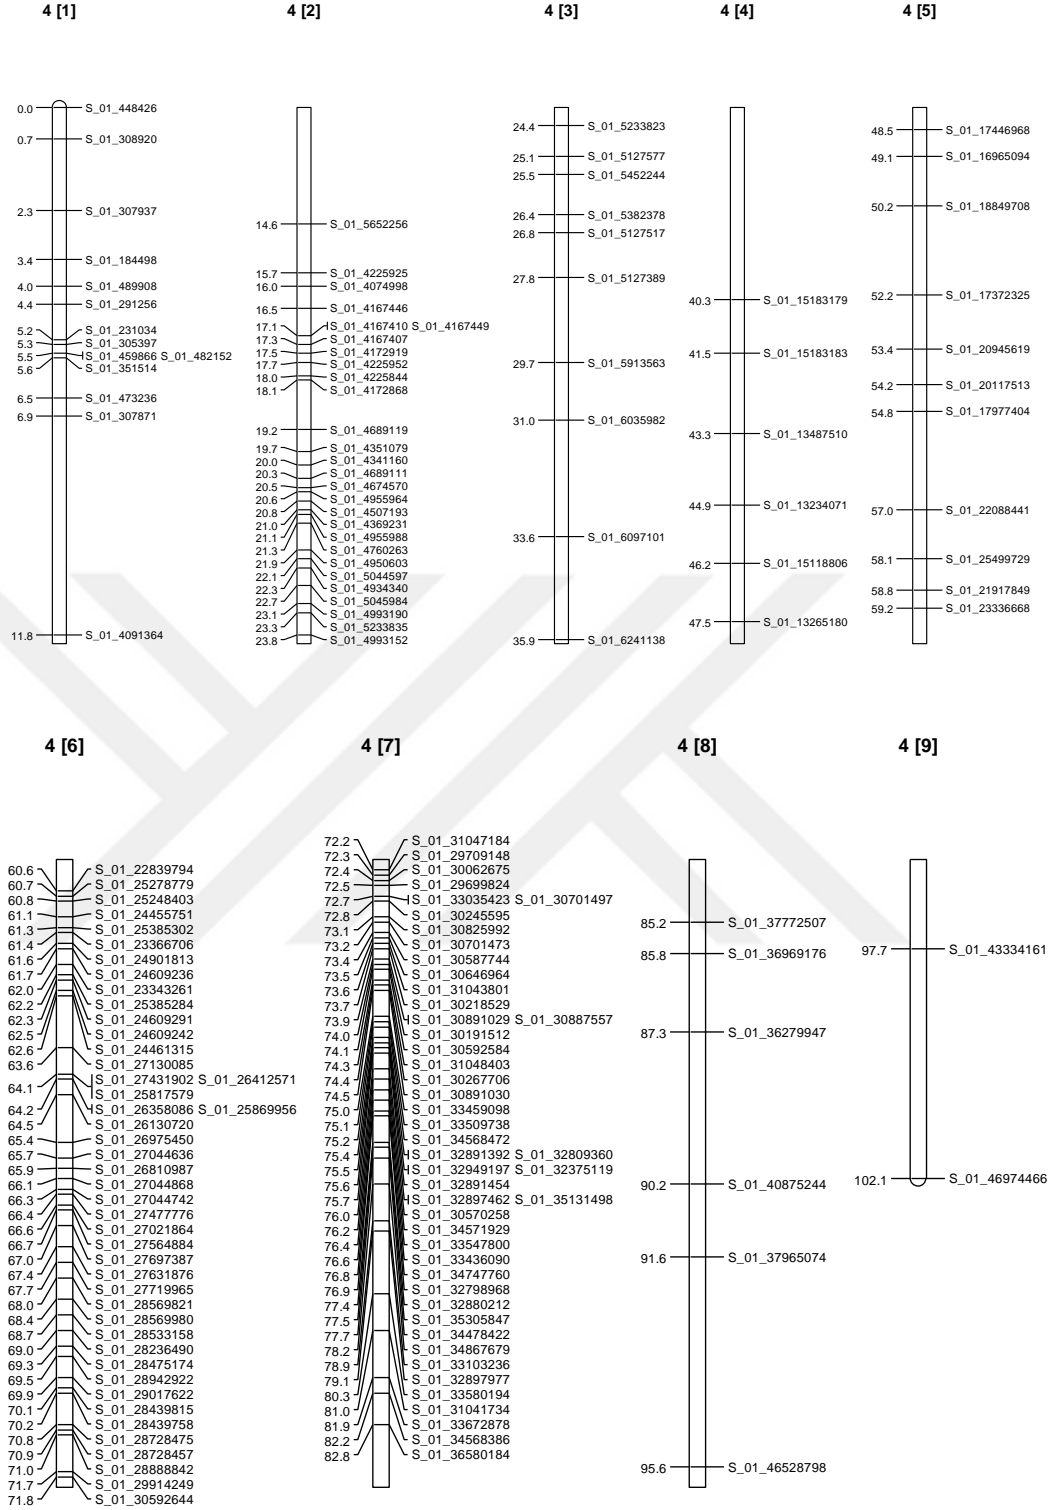 4 [1]
0.0 S_01_448426
0.7 S_01_308920
2.3 S_01_307937
3.4 S_01_184498
4.0 S_01_489908
4.4 S_01_291256
5.2 S_01_231034
5.3 S_01_305397
5.5 S_01_459866 S_01_482152
5.6 S_01_351514
6.5 S_01_473236
6.9 S_01_307871
11.8 S_01_4091364
4 [2]
14.6 S_01_5652256
15.7 S_01_4225925
16.0 S_01_4074998
16.5 S_01_4167446
17.1 S_01_4167410 S_01_4167449
17.3 S_01_4167407
17.5 S_01_4172919
17.7 S_01_4225952
18.0 S_01_4225844
18.1 S_01_4172868
19.2 S_01_4689119
19.7 S_01_4351079
20.0 S_01_4341160
20.3 S_01_4689111
20.5 S_01_4674570
20.6 S_01_4955964
20.8 S_01_4507193
21.0 S_01_4369231
21.1 S_01_4955988
21.3 S_01_4760263
21.9 S_01_4950603
22.1 S_01_5044597
22.3 S_01_4934340
22.7 S_01_5045984
23.1 S_01_4993190
23.3 S_01_5233835
23.8 S_01_4993152
4 [3]
24.4 S_01_5233823
25.1 S_01_5127577
25.5 S_01_5452244
26.4 S_01_5382378
26.8 S_01_5127517
27.8 S_01_5127389
29.7 S_01_5913563
31.0 S_01_6035982
33.6 S_01_6097101
35.9 S_01_6241138
4 [4]
40.3 S_01_15183179
41.5 S_01_15183183
43.3 S_01_13487510
44.9 S_01_13234071
46.2 S_01_15118806
47.5 S_01_13265180
4 [5]
48.5 S_01_17446968
49.1 S_01_16965094
50.2 S_01_18849708
52.2 S_01_17372325
53.4 S_01_20945619
54.2 S_01_20117513
54.8 S_01_17977404
57.0 S_01_22088441
58.1 S_01_25499729
58.8 S_01_21917849
59.2 S_01_23336668
4 [6]
60.6 S_01_22839794
60.7 S_01_25278779
60.8 S_01_25248403
61.1 S_01_24455751
61.3 S_01_25385302
61.4 S_01_23366706
61.6 S_01_24901813
61.7 S_01_24609236
62.0 S_01_23343261
62.2 S_01_25385284
62.3 S_01_24609291
62.5 S_01_24609242
62.6 S_01_24461315
63.6 S_01_27130085
64.1 S_01_27431902 S_01_26412571
S_01_25817579
64.2 S_01_26358086 S_01_25869956
64.5 S_01_26130720
65.4 S_01_26975450
65.7 S_01_27044636
65.9 S_01_26810987
66.1 S_01_27044868
66.3 S_01_27044742
66.4 S_01_27477776
66.6 S_01_27021864
66.7 S_01_27564884
67.0 S_01_27697387
67.4 S_01_27631876
67.7 S_01_27719965
68.0 S_01_28569821
68.4 S_01_28569980
68.7 S_01_28533158
69.0 S_01_28236490
69.3 S_01_28475174
69.5 S_01_28942922
69.9 S_01_29017622
70.1 S_01_28439815
70.2 S_01_28439758
70.8 S_01_28728475
70.9 S_01_28728457
71.0 S_01_28888842
71.7 S_01_29914249
71.8 S_01_30592644
4 [7]
72.2 S_01_31047184
72.3 S_01_29709148
72.4 S_01_30062675
72.5 S_01_29699824
72.7 S_01_33035423 S_01_30701497
72.8 S_01_30245595
73.1 S_01_30825992
73.2 S_01_30701473
73.4 S_01_30587744
73.5 S_01_30646964
73.6 S_01_31043801
73.7 S_01_30218529
73.9 S_01_30891029 S_01_30887557
74.0 S_01_30191512
74.1 S_01_30592584
74.3 S_01_31048403
74.4 S_01_30267706
74.5 S_01_30891030
75.0 S_01_33459098
75.1 S_01_33509738
75.2 S_01_34568472
75.4 S_01_32891392 S_01_32809360
75.5 S_01_32949197 S_01_32375119
75.6 S_01_32891454
75.7 S_01_32897462 S_01_35131498
76.0 S_01_30570258
76.2 S_01_34571929
76.4 S_01_33547800
76.6 S_01_33436090
76.8 S_01_34747760
76.9 S_01_32798968
77.4 S_01_32880212
77.5 S_01_35305847
77.7 S_01_34478422
78.2 S_01_34867679
78.9 S_01_33103236
79.1 S_01_32897977
80.3 S_01_33580194
81.0 S_01_31041734
81.9 S_01_33672878
82.2 S_01_34568386
82.8 S_01_36580184
4 [8]
85.2 S_01_37772507
85.8 S_01_36969176
87.3 S_01_36279947
90.2 S_01_40875244
91.6 S_01_37965074
95.6 S_01_46528798
4 [9]
97.7 S_01_43334161
102.1 S_01_46974466